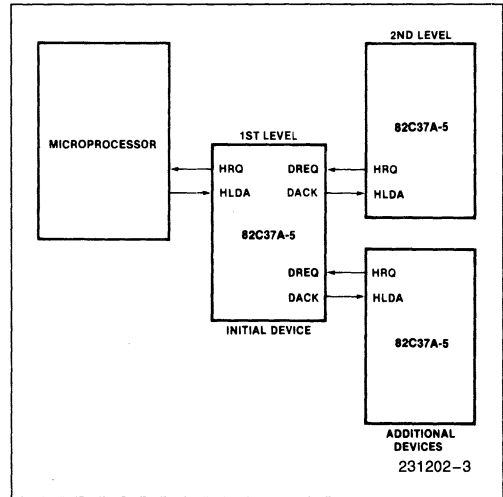 2ND LEVEL
82C37A-5
MICROPROCESSOR
1ST LEVEL
HRQ
DREQ
HRQ
HLDA
DACK
HLDA
82C37A-5
DREQ
HRQ
DACK
HLDA
INITIAL DEVICE
82C37A-5
ADDITIONAL
DEVICES
231202-3